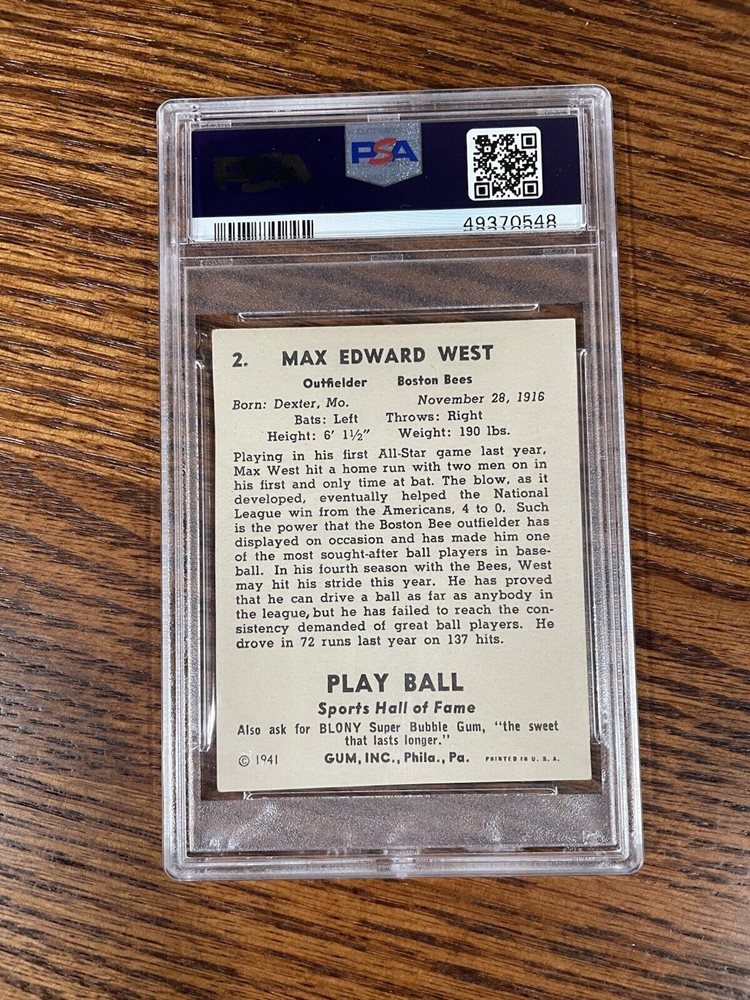 PSA
PSA
49370548
2. MAX EDWARD WEST
Outfielder Boston Bees
Born: Dexter, Mo. November 28, 1916
Bats: Left Throws: Right
Height: 6' 1½" Weight: 190 lbs.
Playing in his first All-Star game last year,
Max West hit a home run with two men on in
his first and only time at bat. The blow, as it
developed, eventually helped the National
League win from the Americans, 4 to 0. Such
is the power that the Boston Bee outfielder has
displayed on occasion and has made him one
of the most sought-after ball players in base-
ball. In his fourth season with the Bees, West
may hit his stride this year. He has proved
that he can drive a ball as far as anybody in
the league, but he has failed to reach the con-
sistency demanded of great ball players. He
drove in 72 runs last year on 137 hits.
PLAY BALL
Sports Hall of Fame
Also ask for BLONY Super Bubble Gum, "the sweet
that lasts longer."
© 1941 GUM, INC., Phila., Pa. PRINTED IN U. S. A.